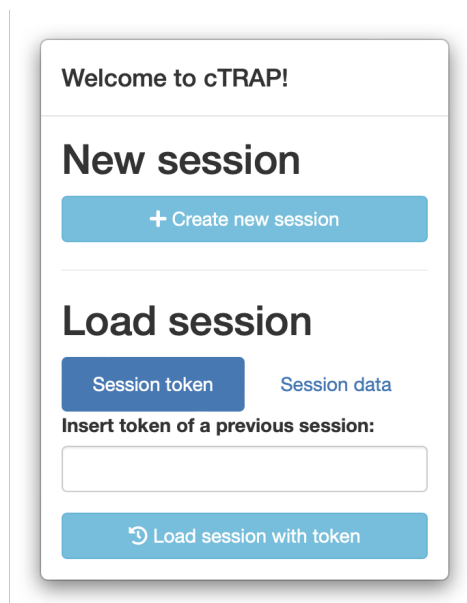 Welcome to cTRAP!
New session
Create new session
Load session
Session token Session data
Insert token of a previous session:
Load session with token